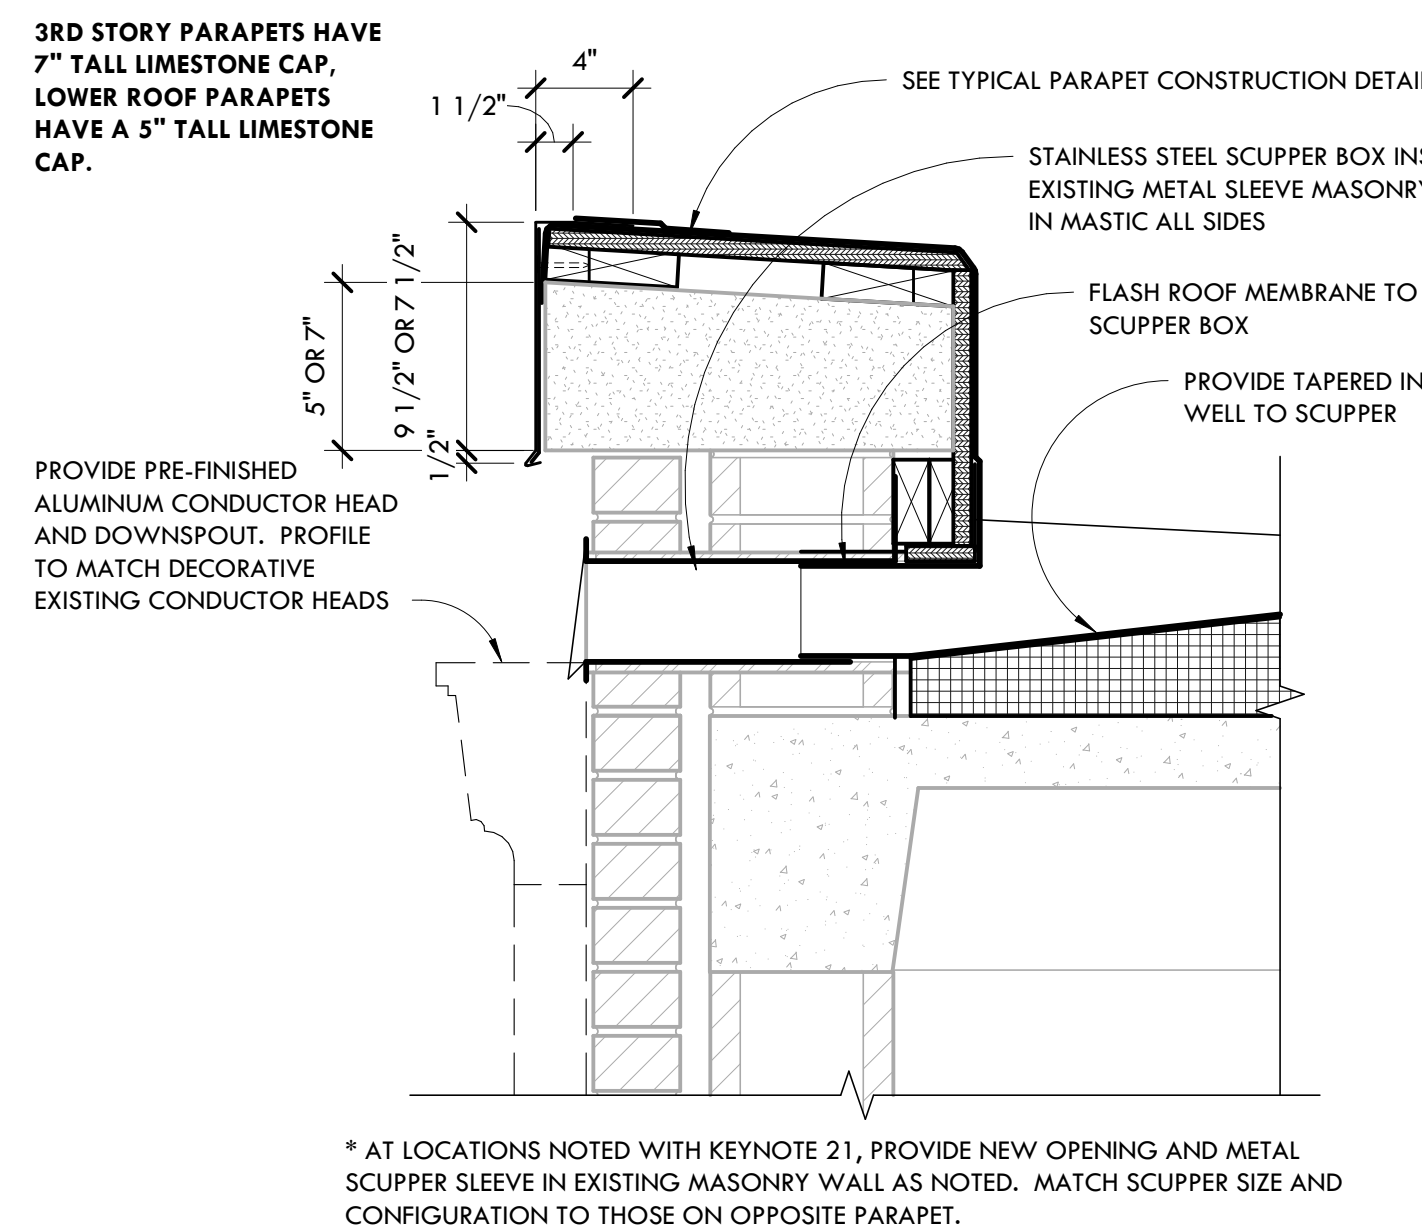 3RD STORY PARAPETS HAVE
7" TALL LIMESTONE CAP,
LOWER ROOF PARAPETS
HAVE A 5" TALL LIMESTONE
CAP.
4"
1 1/2"
SEE TYPICAL PARAPET CONSTRUCTION
STAINLESS STEEL SCUPPER BOX
EXISTING METAL SLEEVE MASONRY
IN MASTIC ALL SIDES
FLASH ROOF MEMBRANE TO
SCUPPER BOX
PROVIDE TAPERED
WELL TO SCUPPER
5" OR 7"
9 1/2" OR 7 1/2"
1/2"
PROVIDE PRE-FINISHED
ALUMINUM CONDUCTOR HEAD
AND DOWNSPOUT. PROFILE
TO MATCH DECORATIVE
EXISTING CONDUCTOR HEADS
* AT LOCATIONS NOTED WITH KEYNOTE 21, PROVIDE NEW OPENING AND METAL
SCUPPER SLEEVE IN EXISTING MASONRY WALL AS NOTED. MATCH SCUPPER SIZE AND
CONFIGURATION TO THOSE ON OPPOSITE PARAPET.